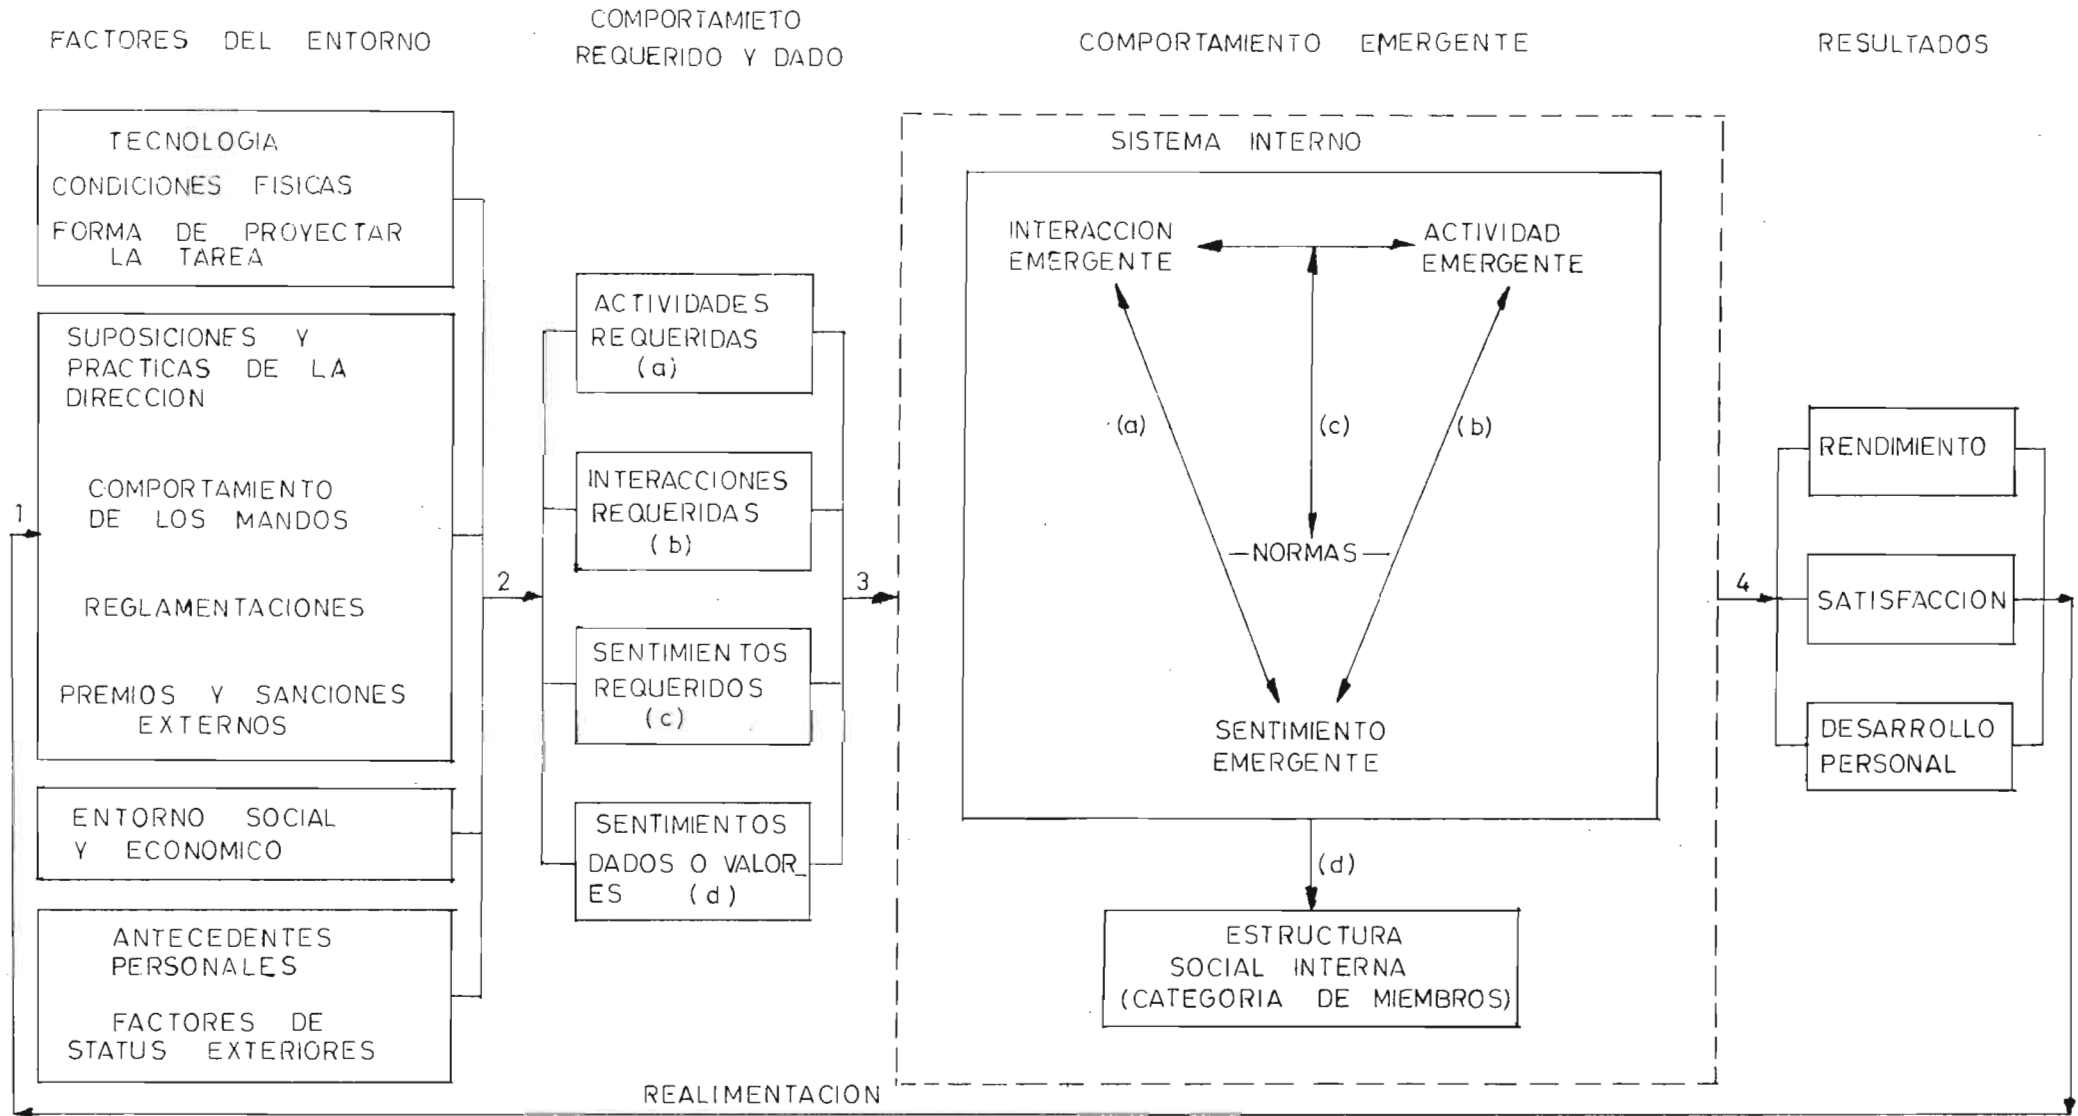 FACTORES DEL ENTORNO
COMPORTAMIETO
REQUERIDO Y DADO
COMPORTAMIENTO EMERGENTE
RESULTADOS
TECNOLOGIA
CONDICIONES FISICAS
FORMA DE PROYECTAR
LA TAREA
SUPOSICIONES Y
PRACTICAS DE LA
DIRECCION
COMPORTAMIENTO
DE LOS MANDOS
REGLAMENTACIONES
PREMIOS Y SANCIONES
EXTERNOS
ENTORNO SOCIAL
Y ECONOMICO
ANTECEDENTES
PERSONALES
FACTORES DE
STATUS EXTERIORES
1
2
ACTIVIDADES
REQUERIDAS
(a)
INTERACCIONES
REQUERIDAS
(b)
SENTIMIENTOS
REQUERIDOS
(c)
SENTIMIENTOS
DADOS O VALOR_
ES (d)
3
SISTEMA INTERNO
INTERACCION
EMERGENTE
ACTIVIDAD
EMERGENTE
(a)
(c)
(b)
—NORMAS—
SENTIMIENTO
EMERGENTE
(d)
ESTRUCTURA
SOCIAL INTERNA
(CATEGORIA DE MIEMBROS)
4
RENDIMIENTO
SATISFACCION
DESARROLLO
PERSONAL
REALIMENTACION